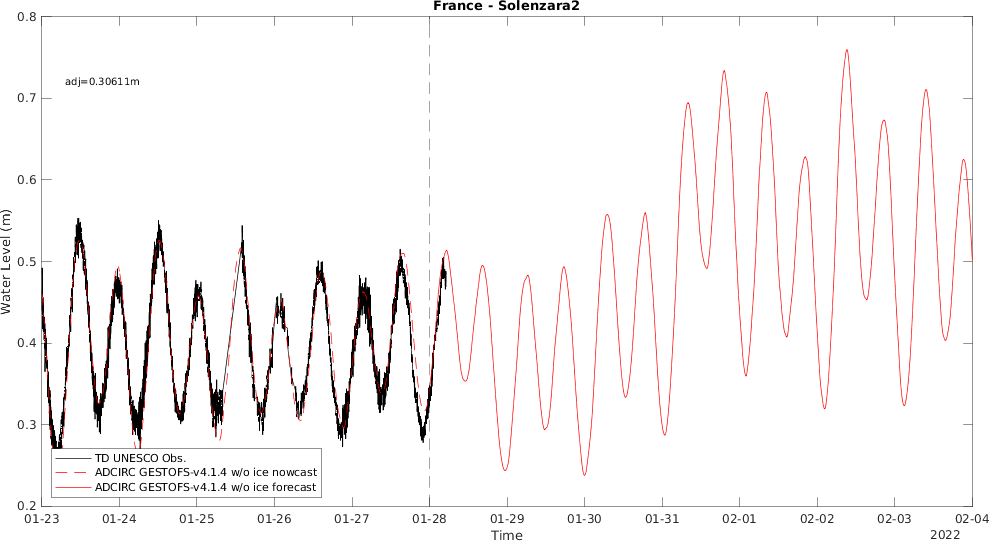 France - Solenzara2
0.8
adj=0.30611m
0.7
0.6
0.5
0.4
0.3
0.2
Water Level (m)
TD UNESCO Obs.
ADCIRC GESTOFS-v4.1.4 w/o ice nowcast
ADCIRC GESTOFS-v4.1.4 w/o ice forecast
01-23 01-24 01-25 01-26 01-27 01-28 01-29 01-30 01-31 02-01 02-02 02-03 02-04
Time
2022